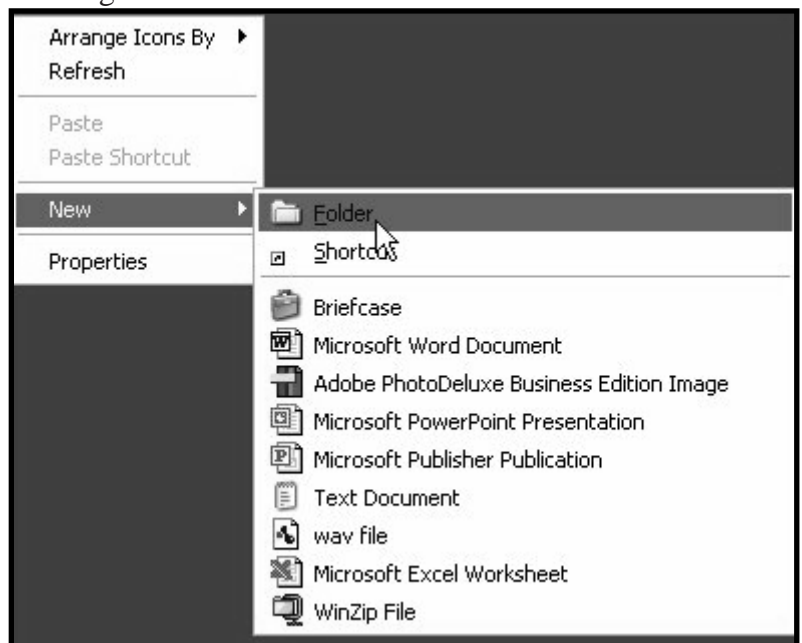 Arrange Icons By
Refresh
Paste
Paste Shortcut
New
Properties
Folder
Shortcut
Briefcase
Microsoft Word Document
Adobe PhotoDeluxe Business Edition Image
Microsoft PowerPoint Presentation
Microsoft Publisher Publication
Text Document
wav file
Microsoft Excel Worksheet
WinZip File